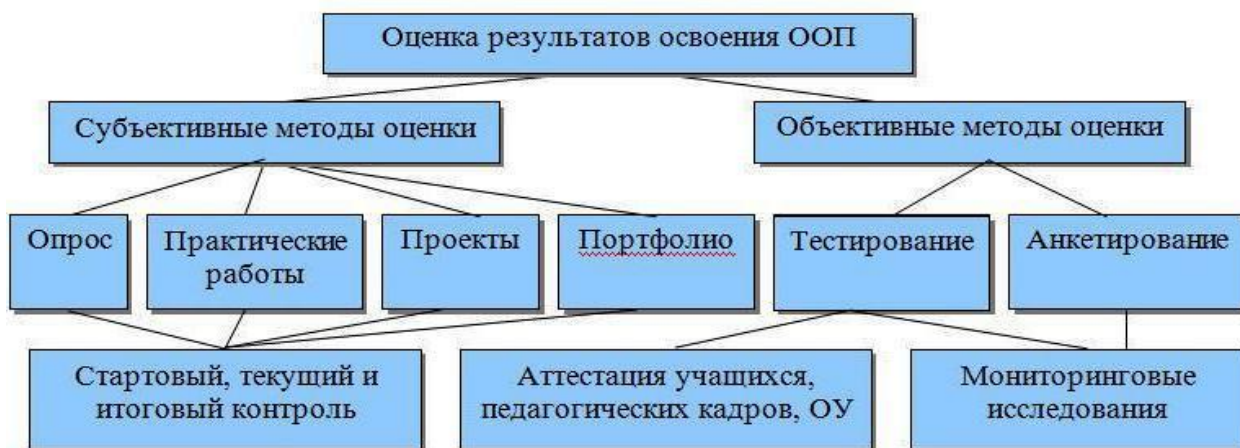 Оценка результатов освоения ООП
Субъективные методы оценки
Объективные методы оценки
Опрос
Практические
работы
Проекты
Портфолио
Тестирование
Анкетирование
Стартовый, текущий и
итоговый контроль
Аттестация учащихся,
педагогических кадров, ОУ
Мониторинговые
исследования